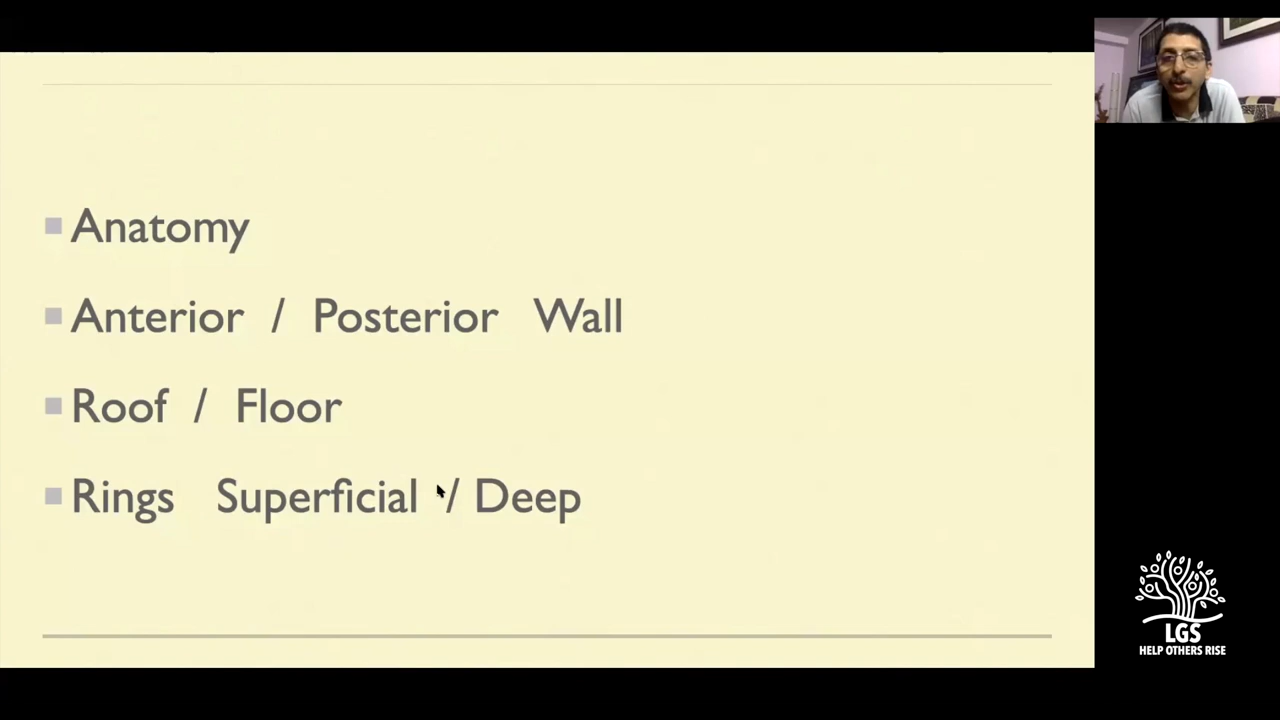 Anatomy
Anterior / Posterior Wall
Roof / Floor
Rings Superficial / Deep
LGS
HELP OTHERS RISE